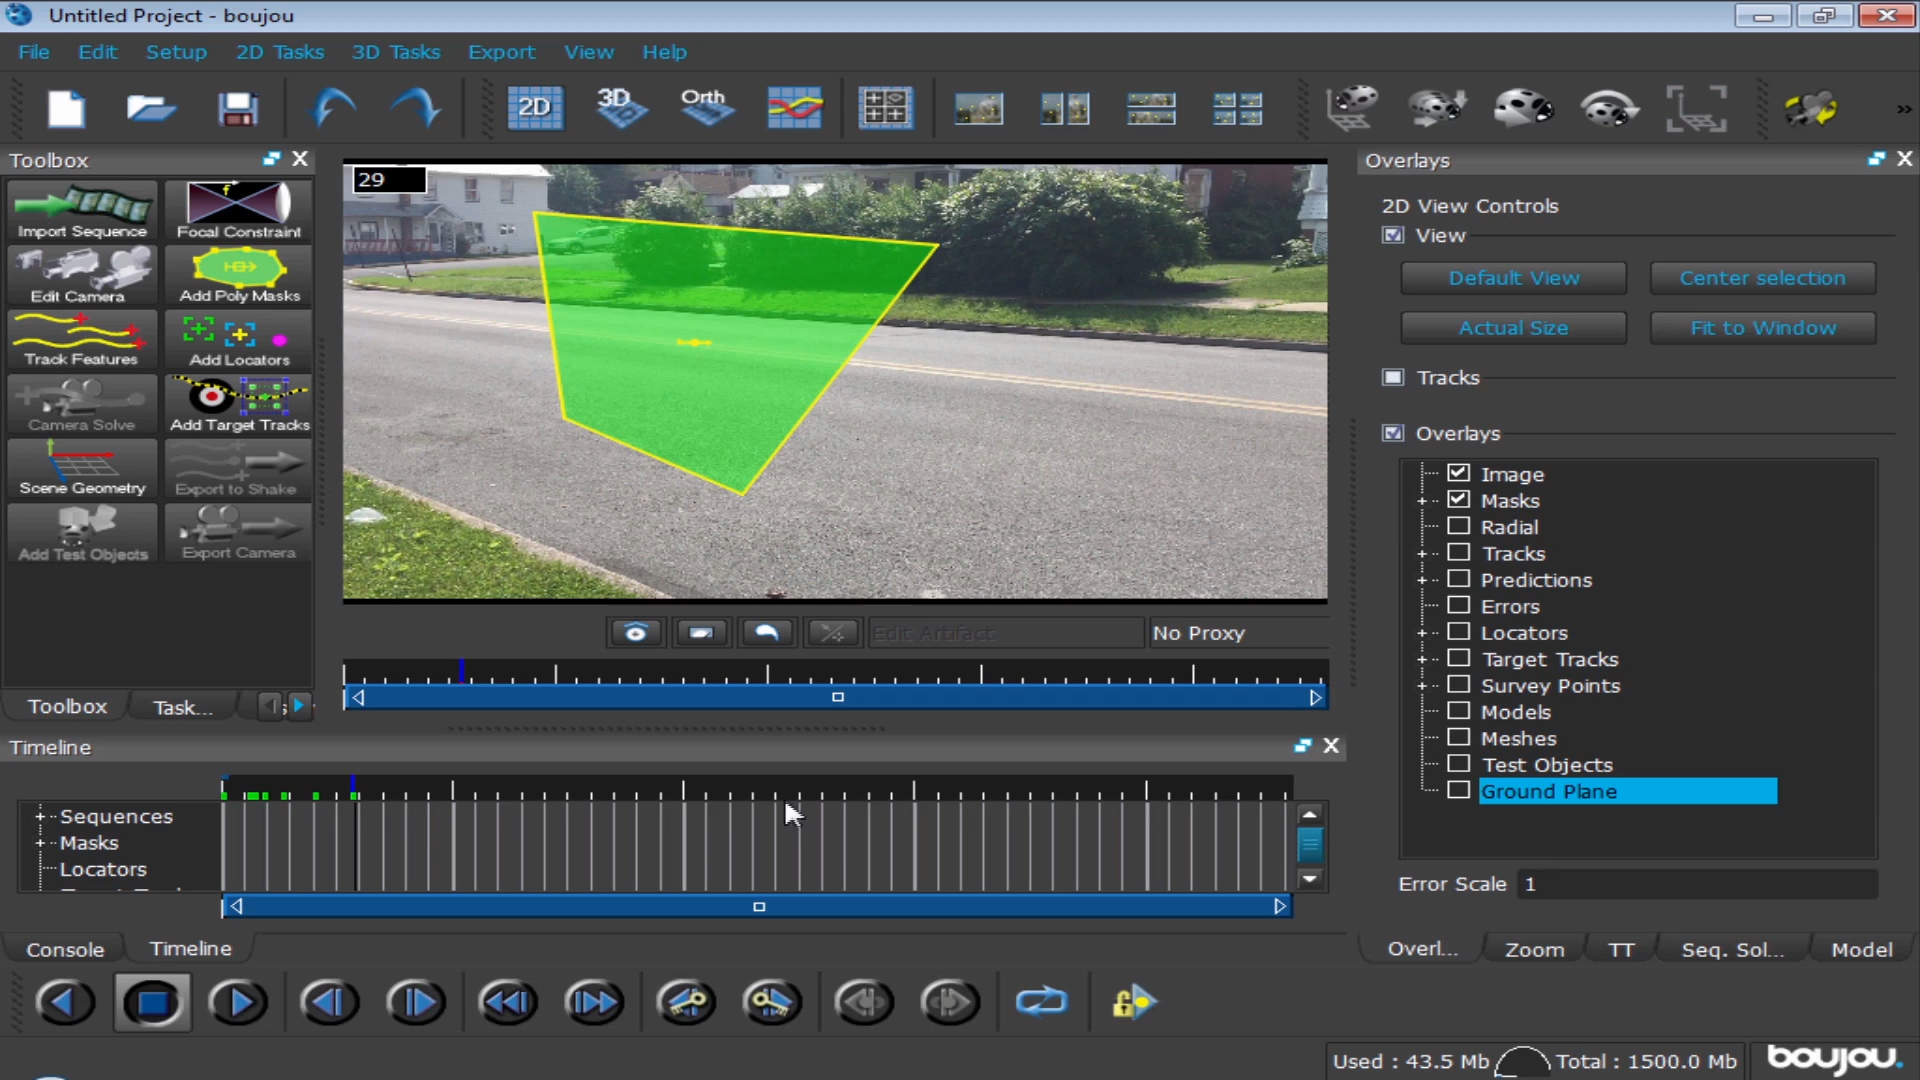 Untitled Project - boujou
File Edit Setup 2D Tasks 3D Tasks Export View Help
2D 3D Orth »
Toolbox
Import Sequence
f
Focal Constraint
Edit Camera
Add Poly Masks
Track Features
Add Locators
Camera Solve
Add Target Tracks
Scene Geometry
Export to Shake
Add Test Objects
Export Camera
Toolbox Task...
29
Edit Artifact
No Proxy
Overlays
2D View Controls
View
Default View Center selection
Actual Size Fit to Window
Tracks
Overlays
Image
Masks
Radial
Tracks
Predictions
Errors
Locators
Target Tracks
Survey Points
Models
Meshes
Test Objects
Ground Plane
Error Scale 1
Timeline
Sequences
Masks
Locators
Console Timeline
Overl... Zoom TT Seq. Sol... Model
Used : 43.5 Mb Total : 1500.0 Mb
boujou.